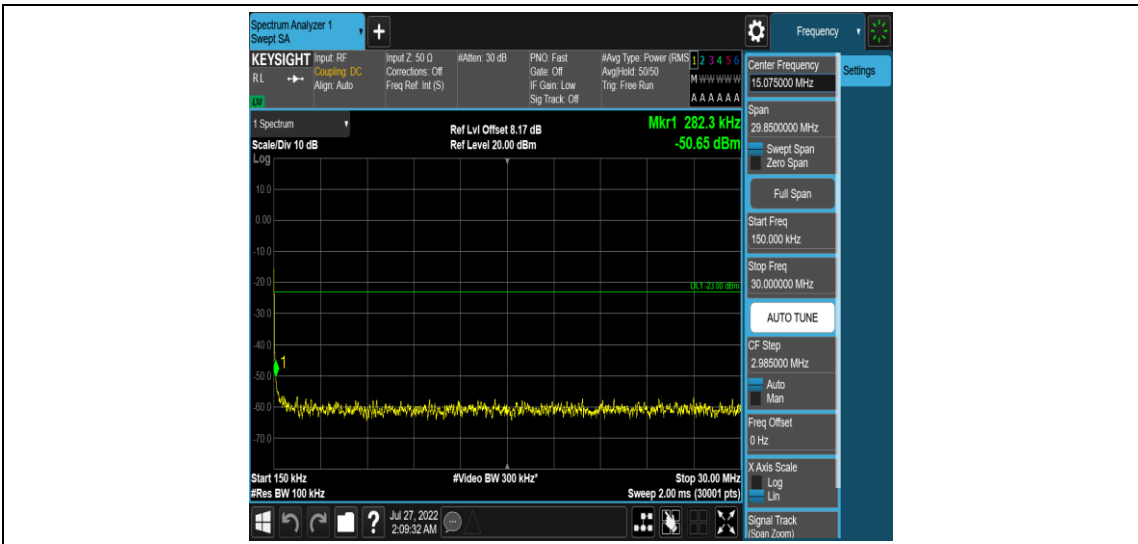 Spectrum Analyzer 1
Swept SA
+
Frequency
KEYSIGHT
RL
LNI
Input: RF
Coupling: DC
Align: Auto
Input Z: 50 Ω
Corrections: Off
Freq Ref: Int (S)
#Atten: 30 dB
PNO: Fast
Gate: Off
IF Gain: Low
Sig Track: Off
#Avg Type: Power (RMS
Avg|Hold: 50/50
Trig: Free Run
1 2 3 4 5 6
M W W W W W
A A A A A A
1 Spectrum
Scale/Div 10 dB
Ref Lvl Offset 8.17 dB
Ref Level 20.00 dBm
Mkr1 282.3 kHz
-50.65 dBm
Log
10.0
0.00
-10.0
-20.0
DL1 -23.00 dBm
-30.0
-40.0
1
-50.0
-60.0
-70.0
Start 150 kHz
#Res BW 100 kHz
#Video BW 300 kHz*
Stop 30.00 MHz
Sweep 2.00 ms (30001 pts)
?
Jul 27, 2022
2:09:32 AM
Center Frequency
15.075000 MHz
Settings
Span
29.8500000 MHz
Swept Span
Zero Span
Full Span
Start Freq
150.000 kHz
Stop Freq
30.000000 MHz
AUTO TUNE
CF Step
2.985000 MHz
Auto
Man
Freq Offset
0 Hz
X Axis Scale
Log
Lin
Signal Track
(Span Zoom)